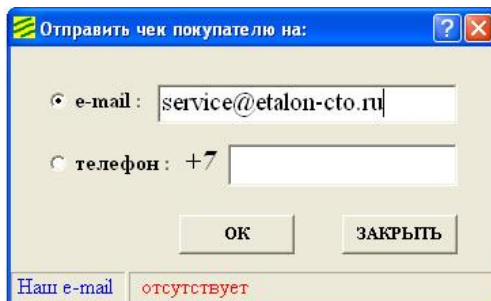 Отправить чек покупателю на:
e-mail : service@etalon-cto.ru
телефон : +7
ОК ЗАКРЫТЬ
Наш e-mail отсутствует